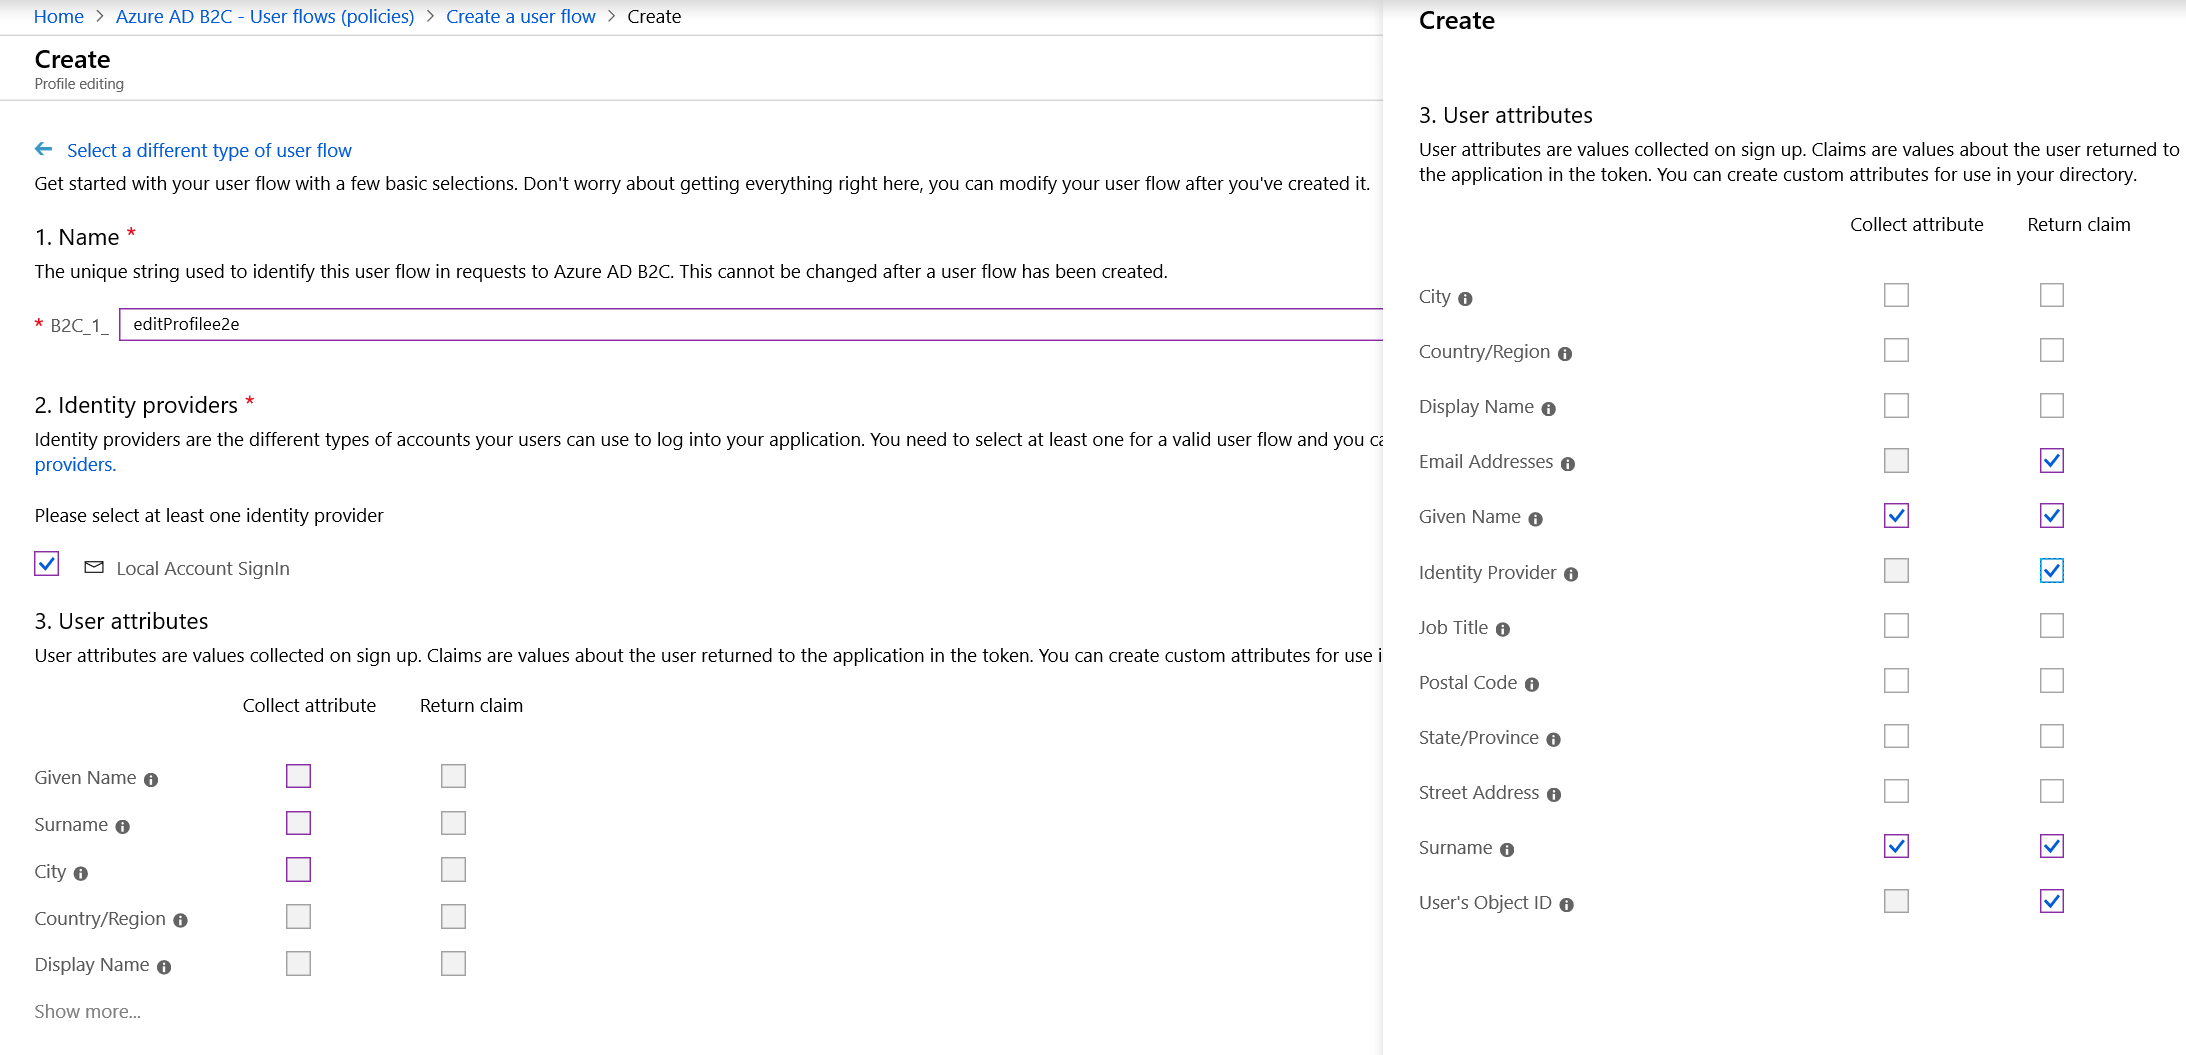 Home > Azure AD B2C - User flows (policies) > Create a user flow > Create
Create
Profile editing
Select a different type of user flow
Get started with your user flow with a few basic selections. Don't worry about getting everything right here, you can modify your user flow after you've created it.
1. Name *
The unique string used to identify this user flow in requests to Azure AD B2C. This cannot be changed after a user flow has been created.
* B2C_1_ editProfilee2e
2. Identity providers *
Identity providers are the different types of accounts your users can use to log into your application. You need to select at least one for a valid user flow and you ca
providers.
Please select at least one identity provider
Local Account SignIn
3. User attributes
User attributes are values collected on sign up. Claims are values about the user returned to the application in the token. You can create custom attributes for use i
Collect attribute Return claim
Given Name
Surname
City
Country/Region
Display Name
Show more...
Create
3. User attributes
User attributes are values collected on sign up. Claims are values about the user returned to
the application in the token. You can create custom attributes for use in your directory.
Collect attribute Return claim
City
Country/Region
Display Name
Email Addresses
Given Name
Identity Provider
Job Title
Postal Code
State/Province
Street Address
Surname
User's Object ID